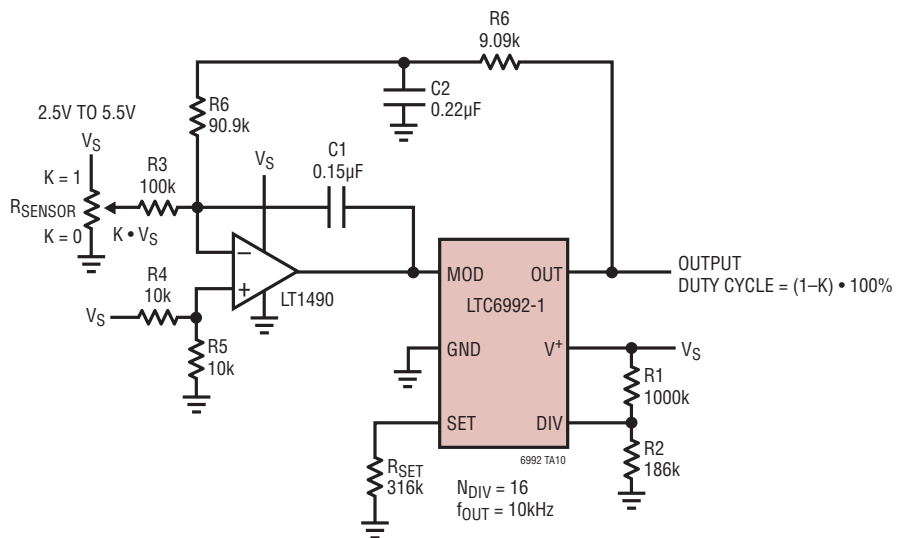 R6
9.09k
C2
0.22µF
R6
90.9k
2.5V TO 5.5V
VS
K = 1
RSENSOR
K = 0
R3
100k
K • VS
C1
0.15µF
VS
–
+
LT1490
R4
10k
VS
R5
10k
MOD
OUT
LTC6992-1
GND
V+
SET
DIV
OUTPUT
DUTY CYCLE = (1–K) • 100%
VS
R1
1000k
R2
186k
6992 TA10
RSET
316k
NDIV = 16
fOUT = 10kHz